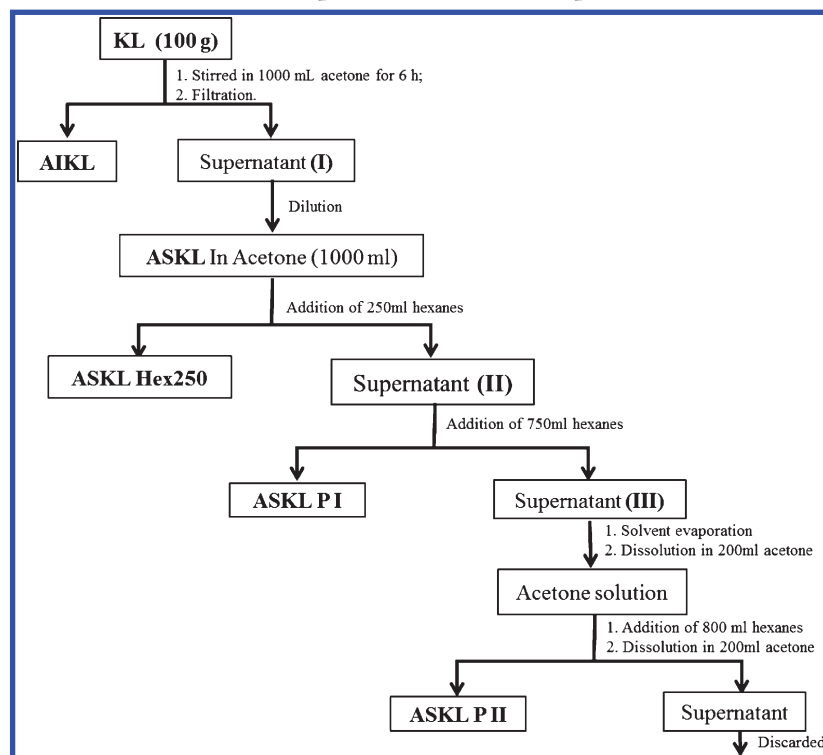 KL (100 g)
1. Stirred in 1000 mL acetone for 6 h;
2. Filtration.
AIKL
Supernatant (I)
Dilution
ASKL In Acetone (1000 ml)
Addition of 250ml hexanes
ASKL Hex250
Supernatant (II)
Addition of 750ml hexanes
ASKL P I
Supernatant (III)
1. Solvent evaporation
2. Dissolution in 200ml acetone
Acetone solution
1. Addition of 800 ml hexanes
2. Dissolution in 200ml acetone
ASKL P II
Supernatant
Discarded